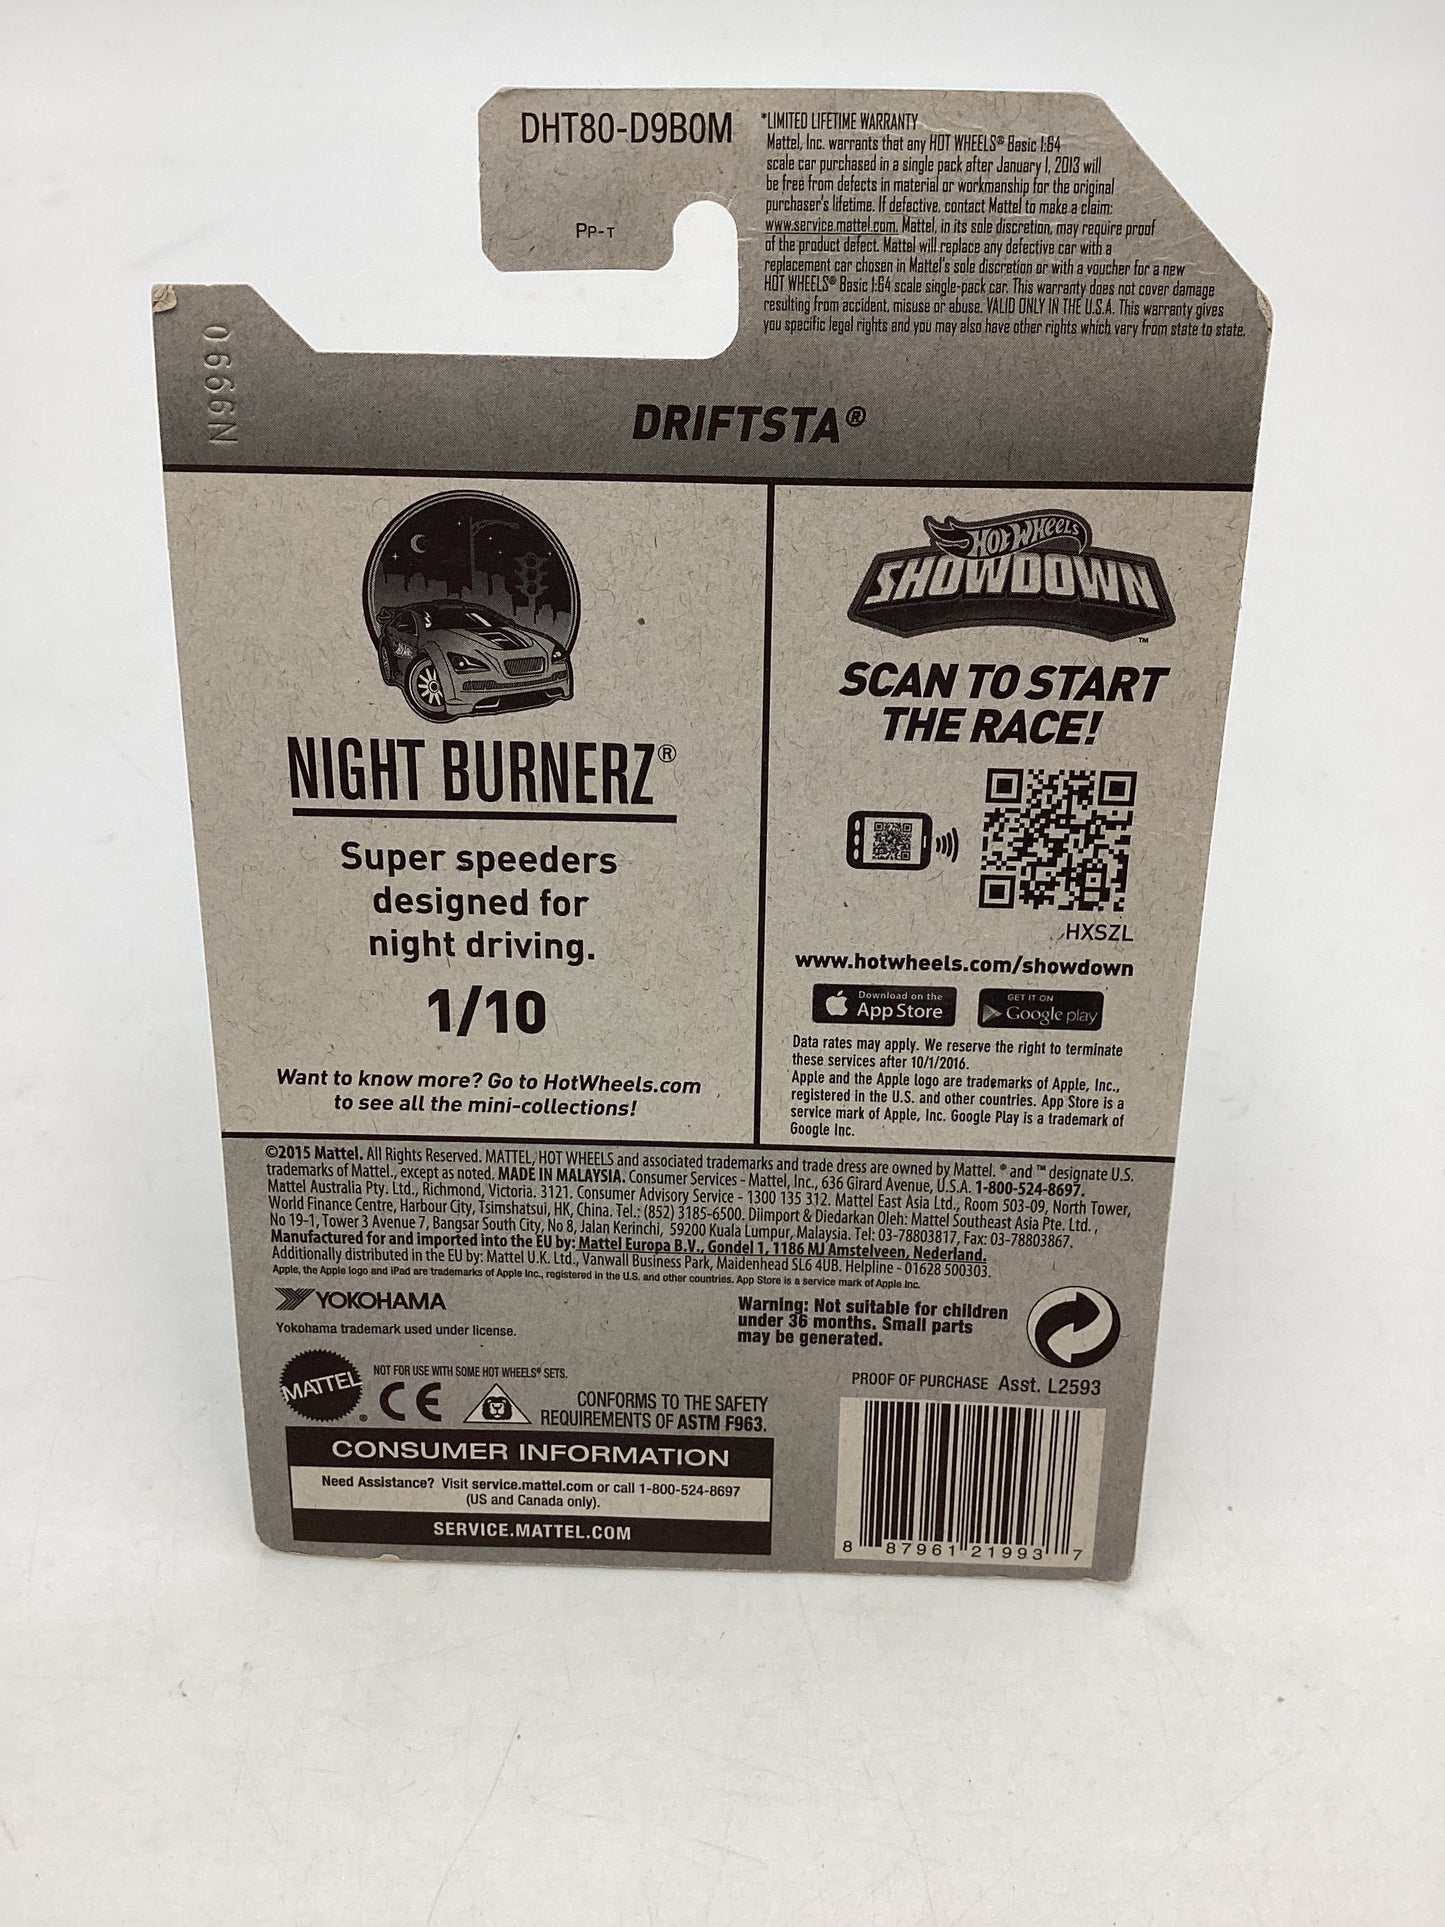 DHT80-D9B0M
PP-T
*LIMITED LIFETIME WARRANTY
Mattel, Inc. warrants that any HOT WHEELS® Basic 1:64
scale car purchased in a single pack after January 1, 2013 will
be free from defects in material or workmanship for the original
purchaser's lifetime. If defective, contact Mattel to make a claim:
www.service.mattel.com. Mattel, in its sole discretion, may require proof
of the product defect. Mattel will replace any defective car with a
replacement car chosen in Mattel's sole discretion or with a voucher for a new
HOT WHEELS® Basic 1:64 scale single-pack car. This warranty does not cover damage
resulting from accident, misuse or abuse. VALID ONLY IN THE U.S.A. This warranty gives
you specific legal rights and you may also have other rights which vary from state to state.
N9990
DRIFTSTA®
NIGHT BURNERZ®
Super speeders
designed for
night driving.
1/10
Want to know more? Go to HotWheels.com
to see all the mini-collections!
HOT WHEELS
SHOWDOWN™
SCAN TO START
THE RACE!
HXSZL
www.hotwheels.com/showdown
Download on the
App Store
GET IT ON
Google play
Data rates may apply. We reserve the right to terminate
these services after 10/1/2016.
Apple and the Apple logo are trademarks of Apple, Inc.,
registered in the U.S. and other countries. App Store is a
service mark of Apple, Inc. Google Play is a trademark of
Google Inc.
©2015 Mattel. All Rights Reserved. MATTEL, HOT WHEELS and associated trademarks and trade dress are owned by Mattel. ® and ™ designate U.S.
trademarks of Mattel., except as noted. MADE IN MALAYSIA. Consumer Services - Mattel, Inc., 636 Girard Avenue, U.S.A. 1-800-524-8697.
Mattel Australia Pty. Ltd., Richmond, Victoria. 3121. Consumer Advisory Service - 1300 135 312. Mattel East Asia Ltd., Room 503-09, North Tower,
World Finance Centre, Harbour City, Tsimshatsui, HK, China. Tel.: (852) 3185-6500. Diimport & Diedarkan Oleh: Mattel Southeast Asia Pte. Ltd.,
No 19-1, Tower 3 Avenue 7, Bangsar South City, No 8, Jalan Kerinchi, 59200 Kuala Lumpur, Malaysia. Tel: 03-78803817, Fax: 03-78803867.
Manufactured for and imported into the EU by: Mattel Europa B.V., Gondel 1, 1186 MJ Amstelveen, Nederland.
Additionally distributed in the EU by: Mattel U.K. Ltd., Vanwall Business Park, Maidenhead SL6 4UB. Helpline - 01628 500303.
Apple, the Apple logo and iPad are trademarks of Apple Inc., registered in the U.S. and other countries. App Store is a service mark of Apple Inc.
YOKOHAMA
Yokohama trademark used under license.
Warning: Not suitable for children
under 36 months. Small parts
may be generated.
MATTEL®
NOT FOR USE WITH SOME HOT WHEELS® SETS.
CE
CONFORMS TO THE SAFETY
REQUIREMENTS OF ASTM F963.
PROOF OF PURCHASE Asst. L2593
CONSUMER INFORMATION
Need Assistance? Visit service.mattel.com or call 1-800-524-8697
(US and Canada only).
SERVICE.MATTEL.COM
8 87961 21993 7